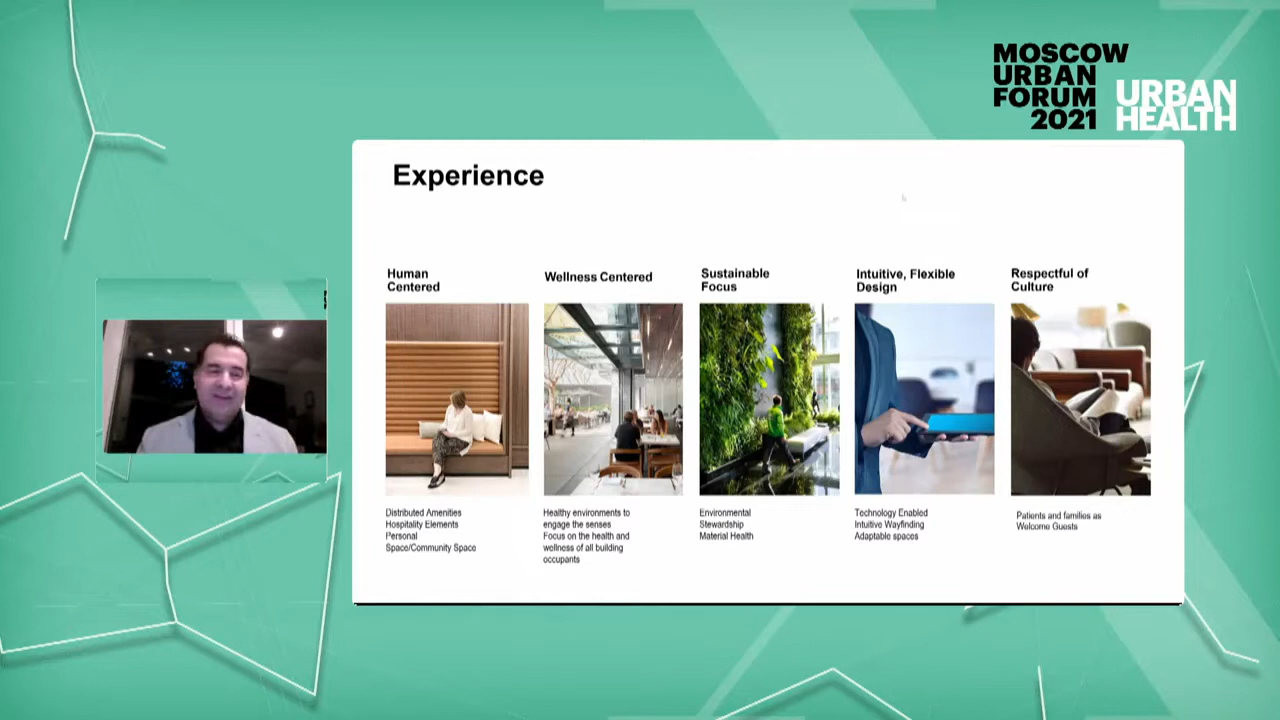 MOSCOW
URBAN
FORUM
2021
URBAN
HEALTH
Experience
Human
Centered
Wellness Centered
Sustainable
Focus
Intuitive, Flexible
Design
Respectful of
Culture
Distributed Amenities
Hospitality Elements
Personal
Space/Community Space
Healthy environments to
engage the senses
Focus on the health and
wellness of all building
occupants
Environmental
Stewardship
Material Health
Technology Enabled
Intuitive Wayfinding
Adaptable spaces
Patients and families as
Welcome Guests